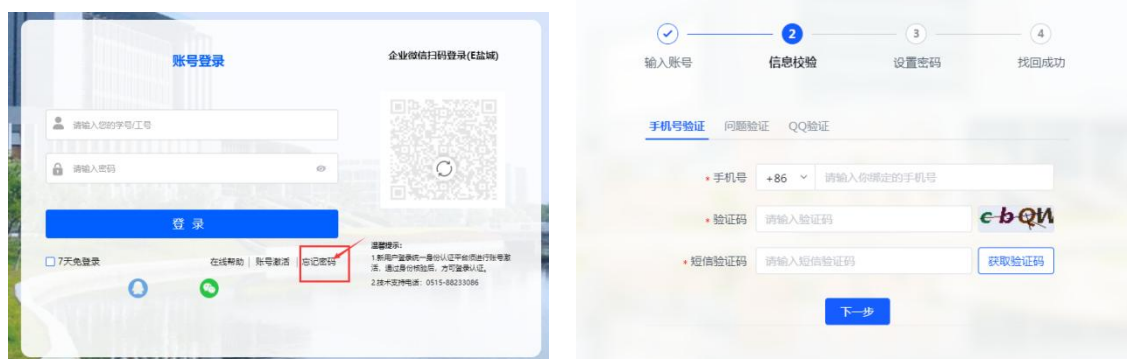 账号登录
企业微信扫码登录(E盐城)
请输入您的学号/工号
请输入密码
登 录
7天免登录
在线帮助 | 账号激活 | 忘记密码
温馨提示:
1.新用户登录统一身份认证平台须进行账号激
活，通过身份核验后，方可登录认证。
2.技术支持电话：0515-88233086
2
3
4
输入账号
信息校验
设置密码
找回成功
手机号验证
问题验证
QQ验证
* 手机号
+86
请输入你绑定的手机号
* 验证码
请输入验证码
cbQW
* 短信验证码
请输入短信验证码
获取验证码
下一步